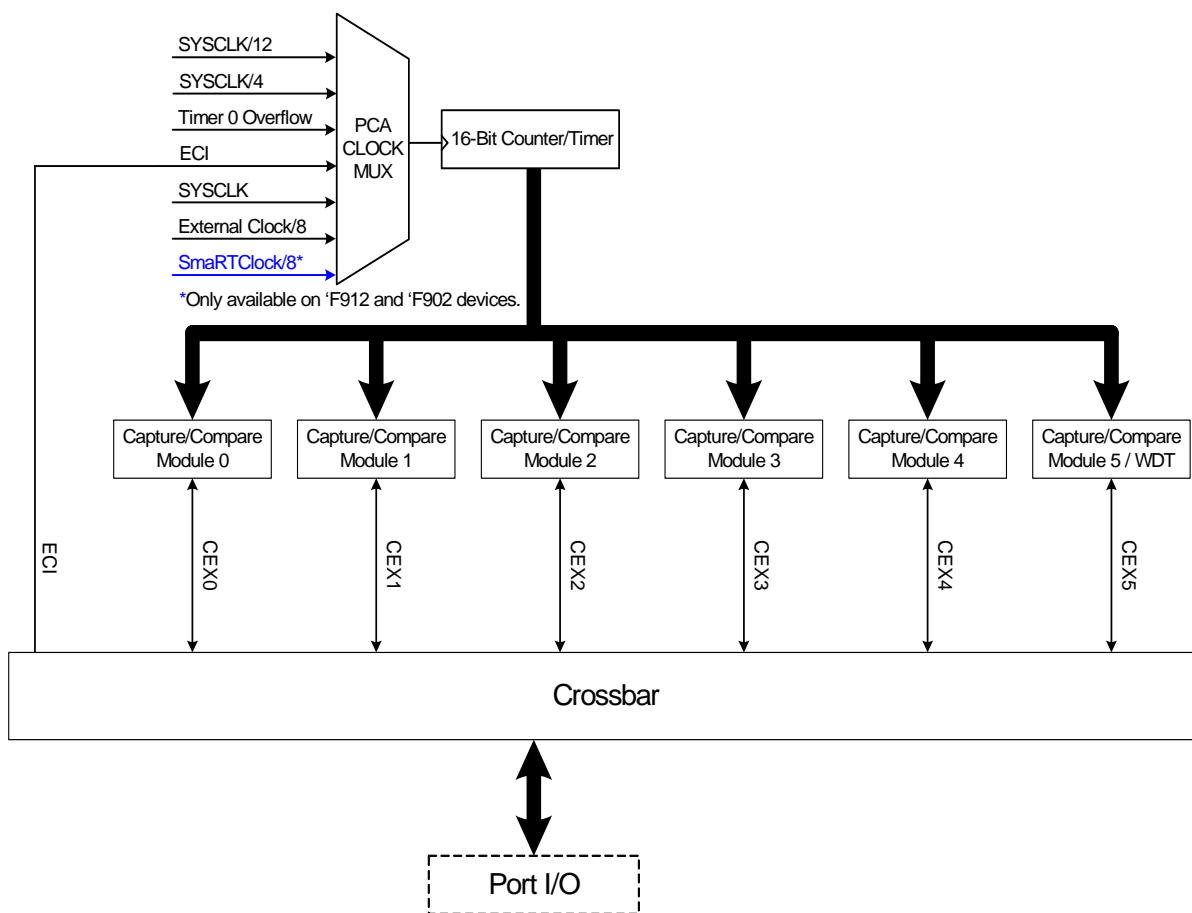 SYSCLK/12
SYSCLK/4
Timer 0 Overflow
ECI
SYSCLK
External Clock/8
SmaRTClock/8*
PCA
CLOCK
MUX
16-Bit Counter/Timer
*Only available on ‘F912 and ‘F902 devices.
Capture/Compare
Module 0
Capture/Compare
Module 1
Capture/Compare
Module 2
Capture/Compare
Module 3
Capture/Compare
Module 4
Capture/Compare
Module 5 / WDT
ECI
CEX0
CEX1
CEX2
CEX3
CEX4
CEX5
Crossbar
Port I/O